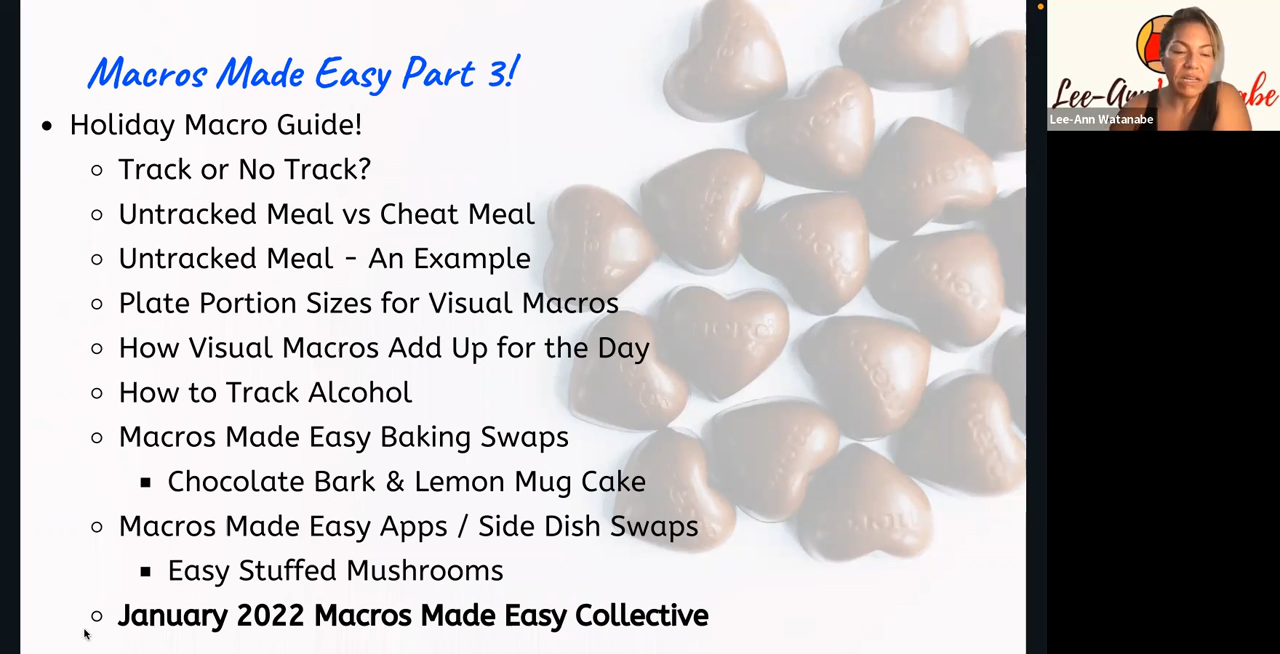 Macros Made Easy Part 3!
Holiday Macro Guide!
Track or No Track?
Untracked Meal vs Cheat Meal
Untracked Meal - An Example
Plate Portion Sizes for Visual Macros
How Visual Macros Add Up for the Day
How to Track Alcohol
Macros Made Easy Baking Swaps
Chocolate Bark & Lemon Mug Cake
Macros Made Easy Apps / Side Dish Swaps
Easy Stuffed Mushrooms
January 2022 Macros Made Easy Collective
Lee-Ann Watanabe